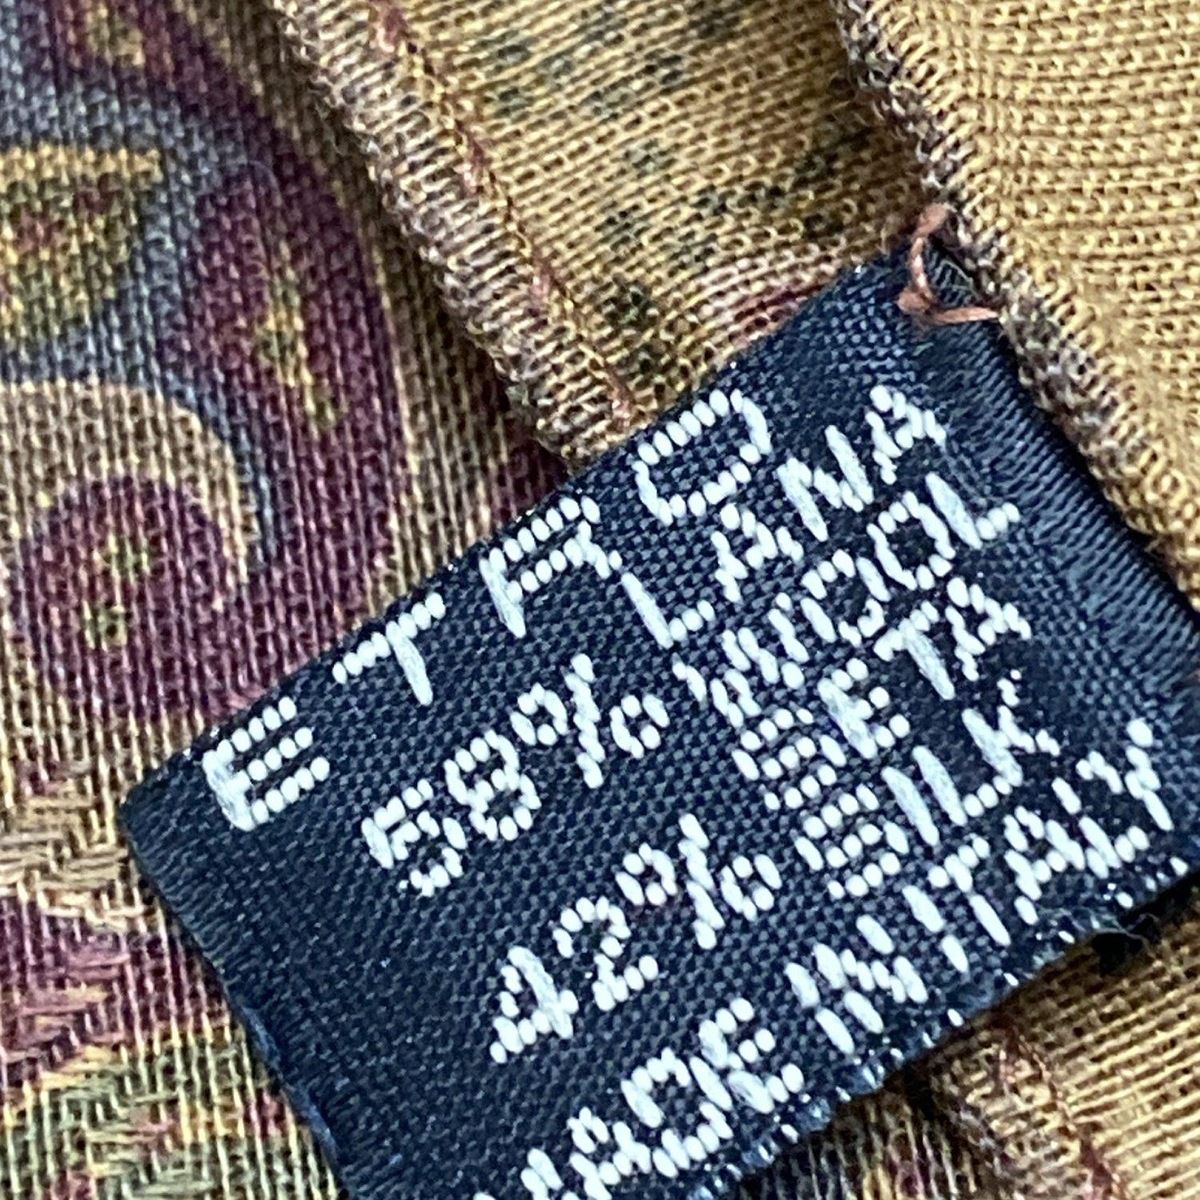 ETRO
58% LANA
WOOL
42% SETA
SILK
MADE IN ITALY